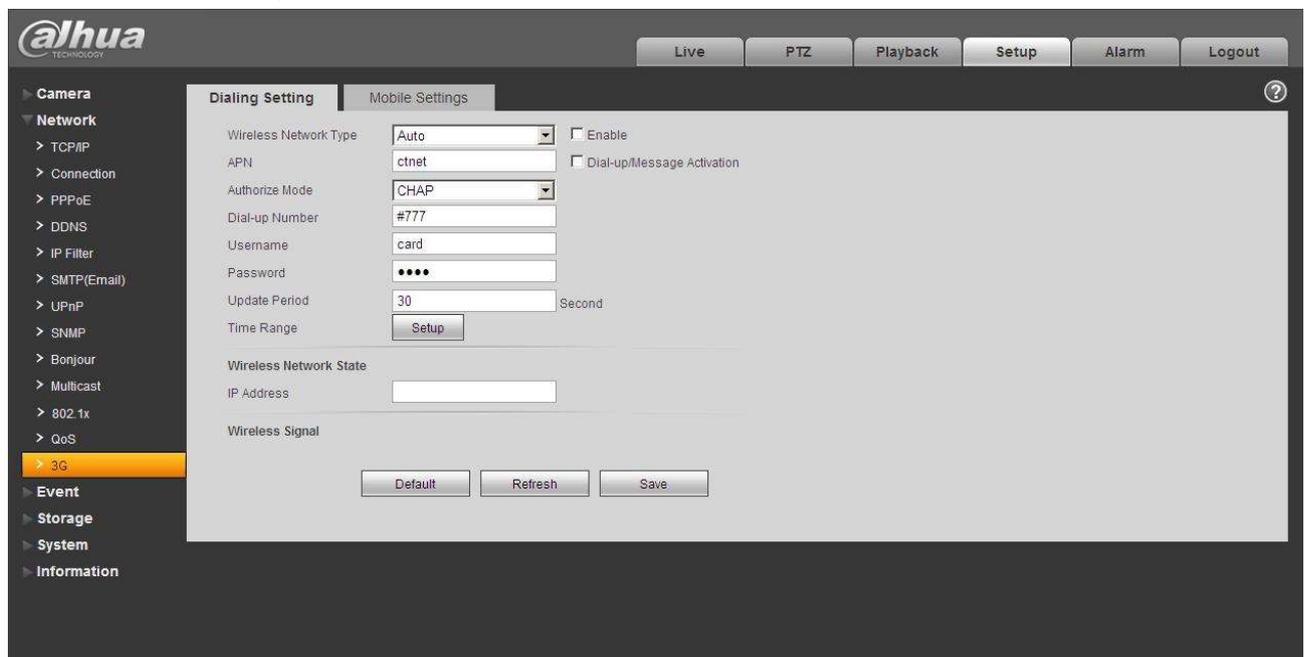 alhua
TECHNOLOGY
Live PTZ Playback Setup Alarm Logout
Camera
Network
> TCP/IP
> Connection
> PPPoE
> DDNS
> IP Filter
> SMTP(Email)
> UPnP
> SNMP
> Bonjour
> Multicast
> 802.1x
> QoS
> 3G
Event
Storage
System
Information
Dialing Setting Mobile Settings ?
Wireless Network Type Auto Enable
APN ctnet Dial-up/Message Activation
Authorize Mode CHAP
Dial-up Number #777
Username card
Password ••••
Update Period 30 Second
Time Range Setup
Wireless Network State
IP Address
Wireless Signal
Default Refresh Save